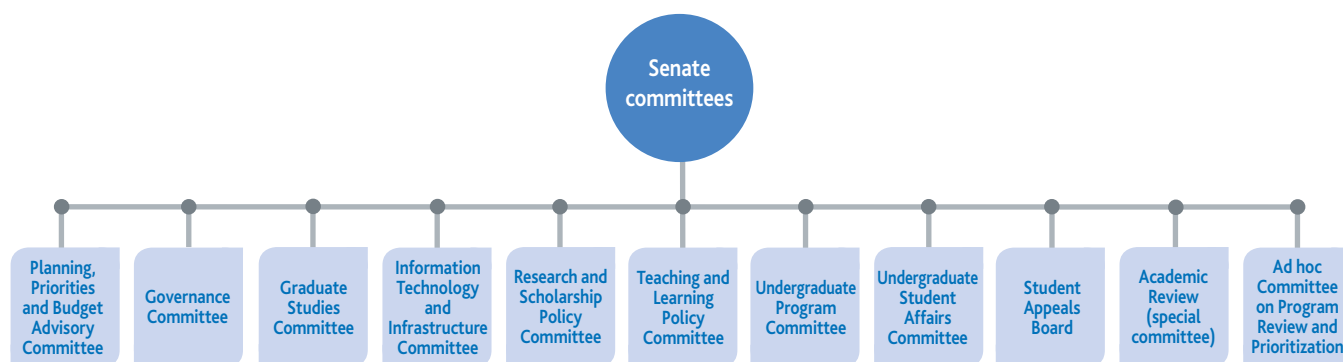 Senate
committees
Planning,
Priorities
and Budget
Advisory
Committee
Governance
Committee
Graduate
Studies
Committee
Information
Technology
and
Infrastructure
Committee
Research and
Scholarship
Policy
Committee
Teaching and
Learning
Policy
Committee
Undergraduate
Program
Committee
Undergraduate
Student
Affairs
Committee
Student
Appeals
Board
Academic
Review
(special
committee)
Ad hoc
Committee
on Program
Review and
Prioritization